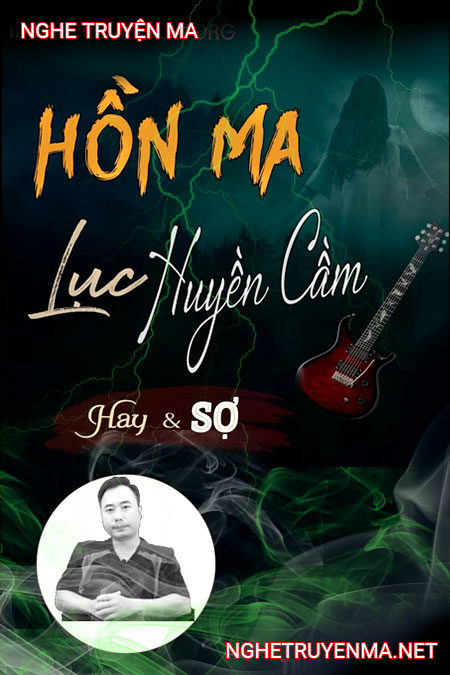 NGHE TRUYỆN MA
HỒN MA
Lục Huyền Cầm
Hay & SỢ
NGHETRUYENMA.NET